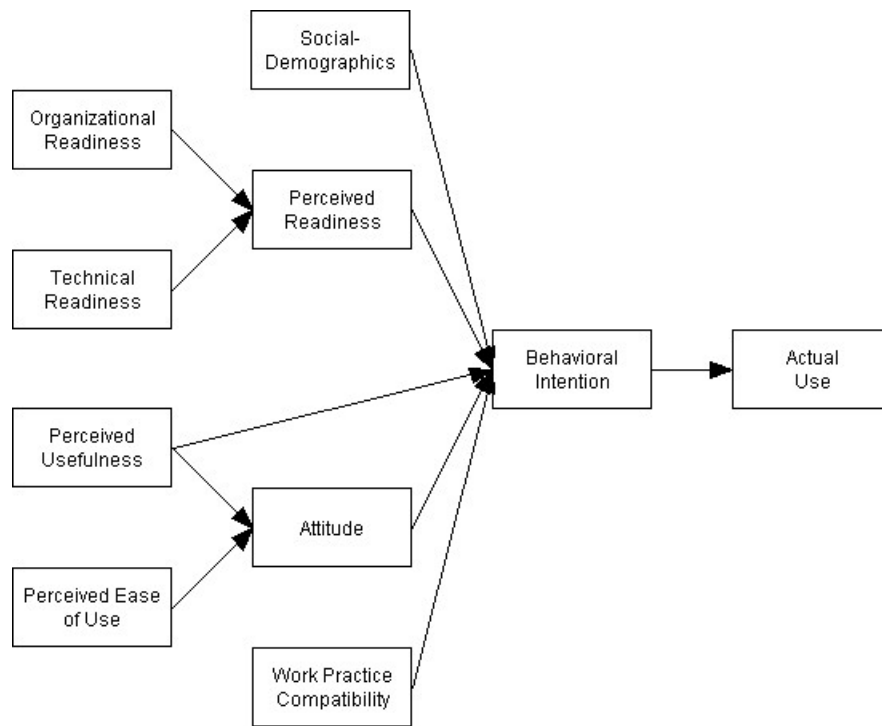 Social-
Demographics
Organizational
Readiness
Perceived
Readiness
Technical
Readiness
Behavioral
Intention
Actual
Use
Perceived
Usefulness
Attitude
Perceived Ease
of Use
Work Practice
Compatibility